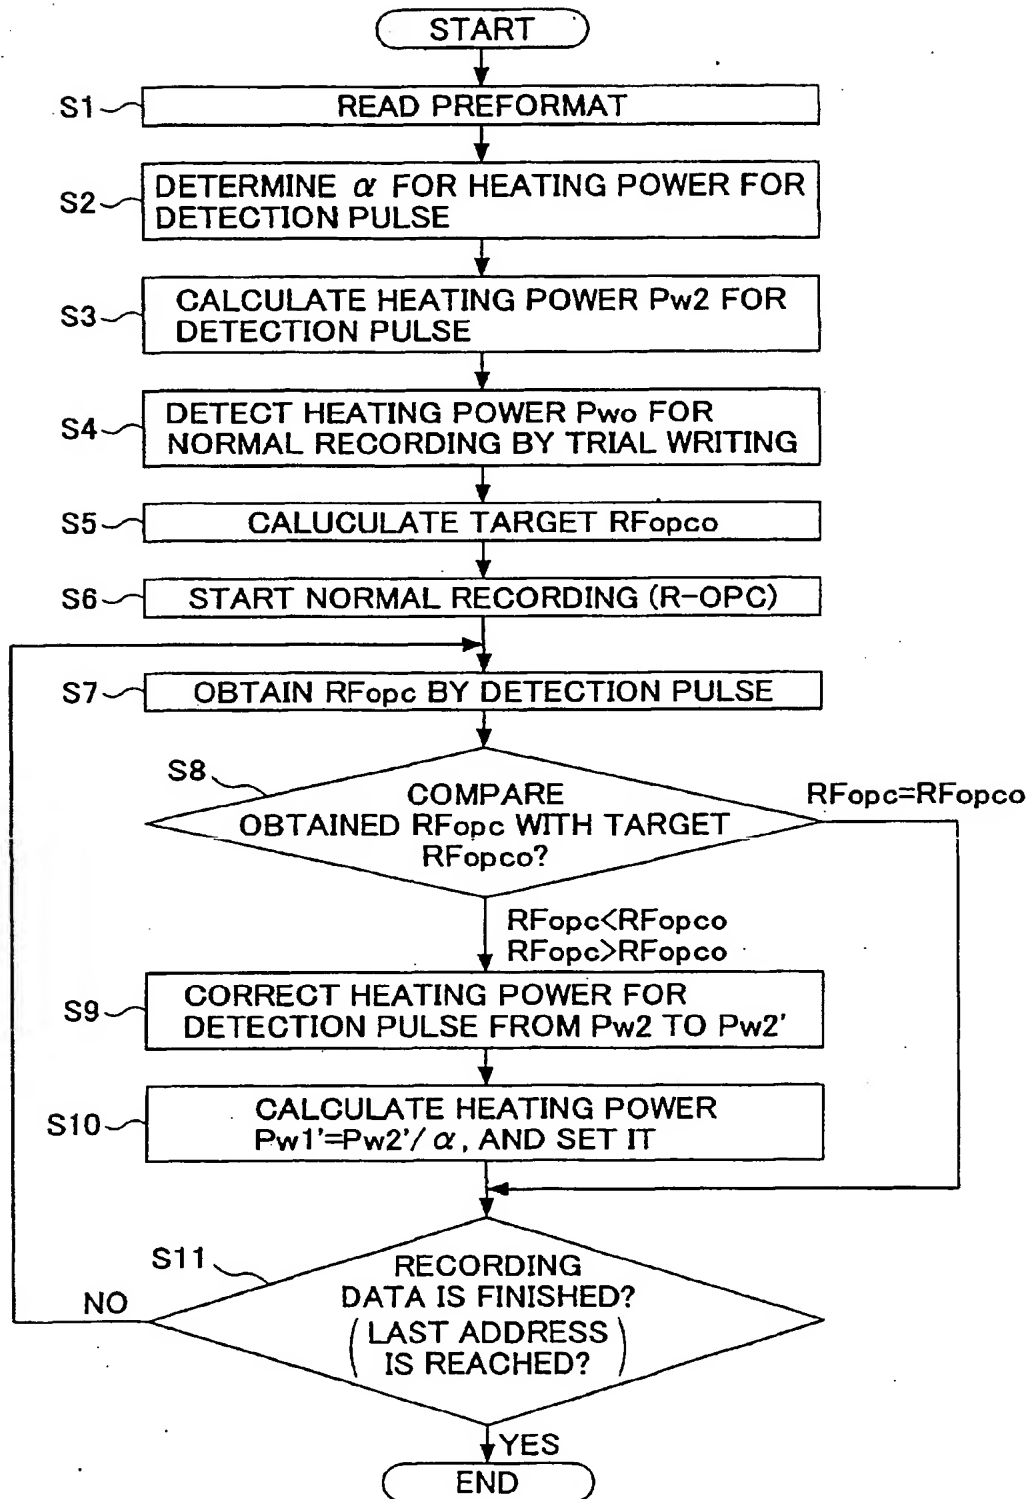 START
S1
READ PREFORMAT
S2
DETERMINE α FOR HEATING POWER FOR
DETECTION PULSE
S3
CALCULATE HEATING POWER Pw2 FOR
DETECTION PULSE
S4
DETECT HEATING POWER Pwo FOR
NORMAL RECORDING BY TRIAL WRITING
S5
CALUCULATE TARGET RFopco
S6
START NORMAL RECORDING (R-OPC)
S7
OBTAIN RFopc BY DETECTION PULSE
S8
COMPARE
OBTAINED RFopc WITH TARGET
RFopco?
RFopc=RFopco
RFopc<RFopco
RFopc>RFopco
S9
CORRECT HEATING POWER FOR
DETECTION PULSE FROM Pw2 TO Pw2'
S10
CALCULATE HEATING POWER
Pw1'=Pw2'/α, AND SET IT
S11
RECORDING
DATA IS FINISHED?
(LAST ADDRESS
IS REACHED?)
NO
YES
END